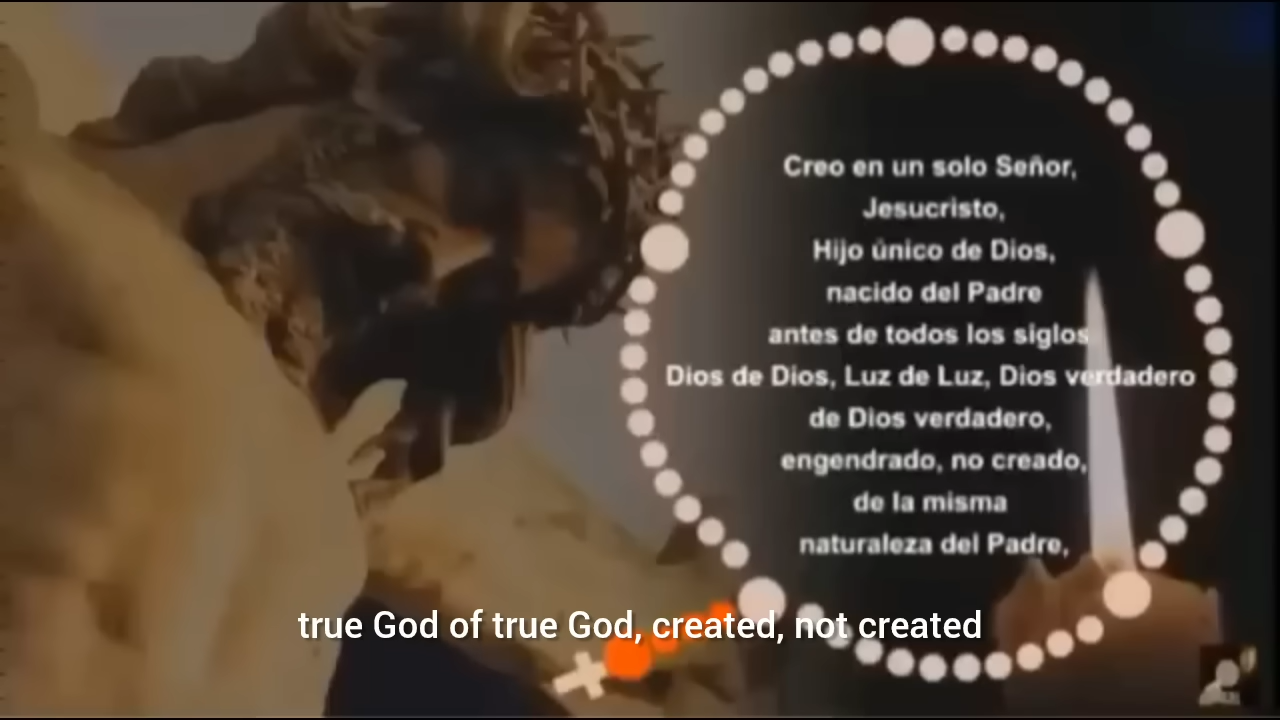 Creo en un solo Señor,
Jesucristo,
Hijo único de Dios,
nacido del Padre
antes de todos los siglos
Dios de Dios, Luz de Luz, Dios verdadero
de Dios verdadero,
engendrado, no creado,
de la misma
naturaleza del Padre,
true God of true God, created, not created